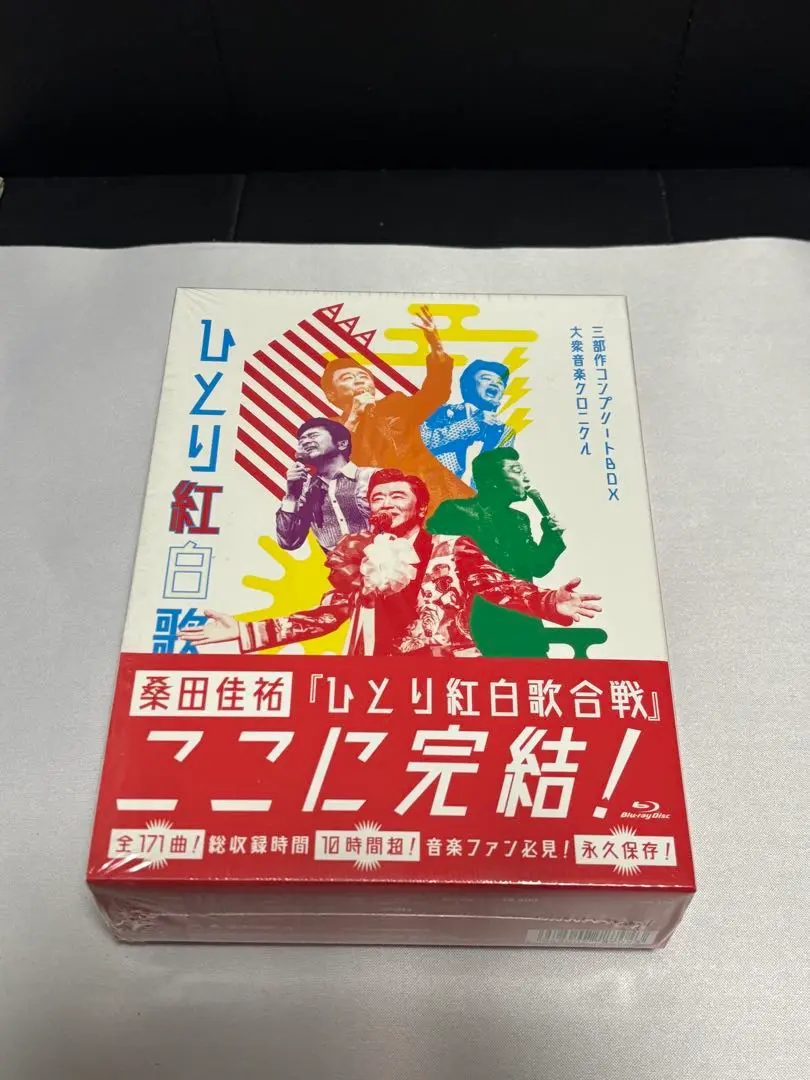 三部作コンプリートBOX
大衆音楽クロニクル
ひとり紅白歌
桑田佳祐『ひとり紅白歌合戦』
ここに完結!
Blu-ray Disc
全171曲! 総収録時間 10時間超! 音楽ファン必見! 永久保存!